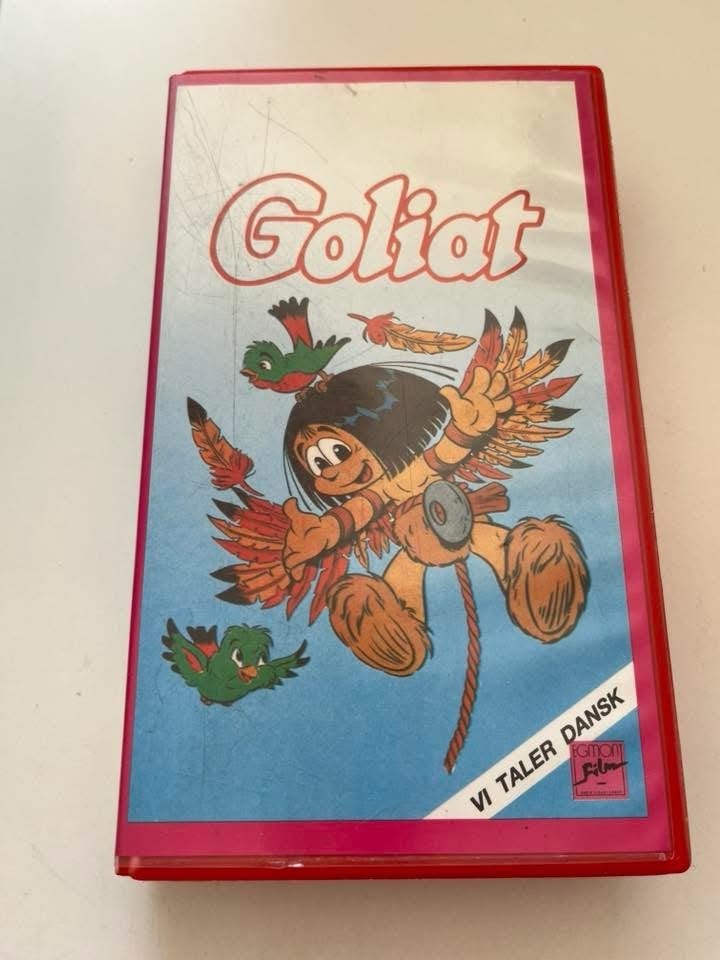 Goliat
VI TALER DANSK
EGMONT
Film